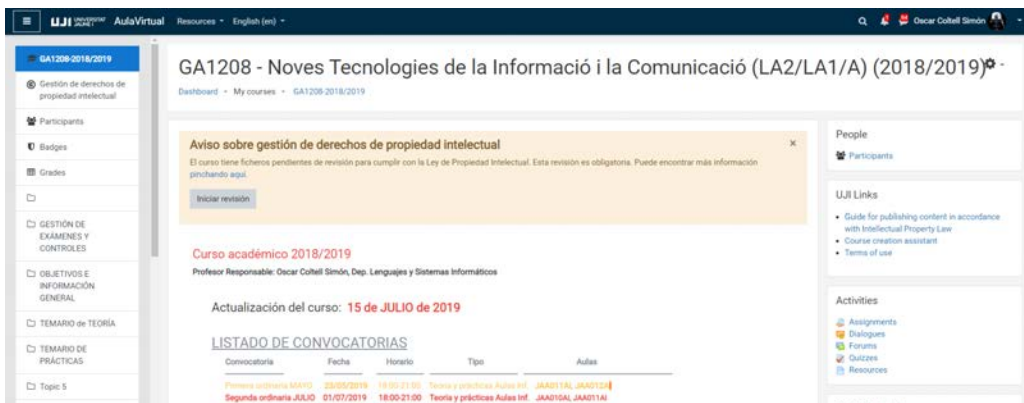 UJI UNIVERSITAT JAUME I AulaVirtual Resources English (en) Oscar Coltell Simón
GA1208-2018/2019
Gestión de derechos de
propiedad intelectual
Participants
Badges
Grades
GESTIÓN DE
EXÁMENES Y
CONTROLES
OBJETIVOS E
INFORMACIÓN
GENERAL
TEMARIO de TEORÍA
TEMARIO DE
PRÁCTICAS
Topic 5
GA1208 - Noves Tecnologies de la Informació i la Comunicació (LA2/LA1/A) (2018/2019)
Dashboard - My courses - GA1208-2018/2019
Aviso sobre gestión de derechos de propiedad intelectual ×
El curso tiene ficheros pendientes de revisión para cumplir con la Ley de Propiedad Intelectual. Esta revisión es obligatoria. Puede encontrar más información
pinchando aquí.
Iniciar revisión
Curso académico 2018/2019
Profesor Responsable: Oscar Coltell Simón, Dep. Lenguajes y Sistemas Informáticos
Actualización del curso: 15 de JULIO de 2019
LISTADO DE CONVOCATORIAS
Convocatoria Fecha Horario Tipo Aulas
Primera ordinaria MAYO 23/05/2019 18:00-21:00 Teoría y prácticas Aulas Inf. JAA011AI, JAA012AI
Segunda ordinaria JULIO 01/07/2019 18:00-21:00 Teoría y prácticas Aulas Inf. JAA010AI, JAA011AI
People
Participants
UJI Links
Guide for publishing content in accordance
with Intellectual Property Law
Course creation assistant
Terms of use
Activities
Assignments
Dialogues
Forums
Quizzes
Resources